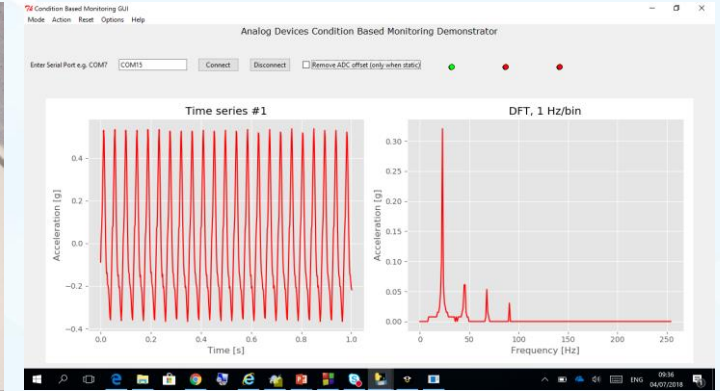 Condition Based Monitoring GUI
Mode Action Reset Options Help
Analog Devices Condition Based Monitoring Demonstrator
Enter Serial Port e.g. COM7 COM15 Connect Disconnect Remove ADC offset (only when static)
Time series #1
DFT, 1 Hz/bin
Acceleration [g]
0.4
0.2
0.0
−0.2
−0.4
0.0 0.2 0.4 0.6 0.8 1.0
Time [s]
Acceleration [g]
0.30
0.25
0.20
0.15
0.10
0.05
0.00
0 50 100 150 200 250
Frequency [Hz]
ENG
09:36
04/07/2018